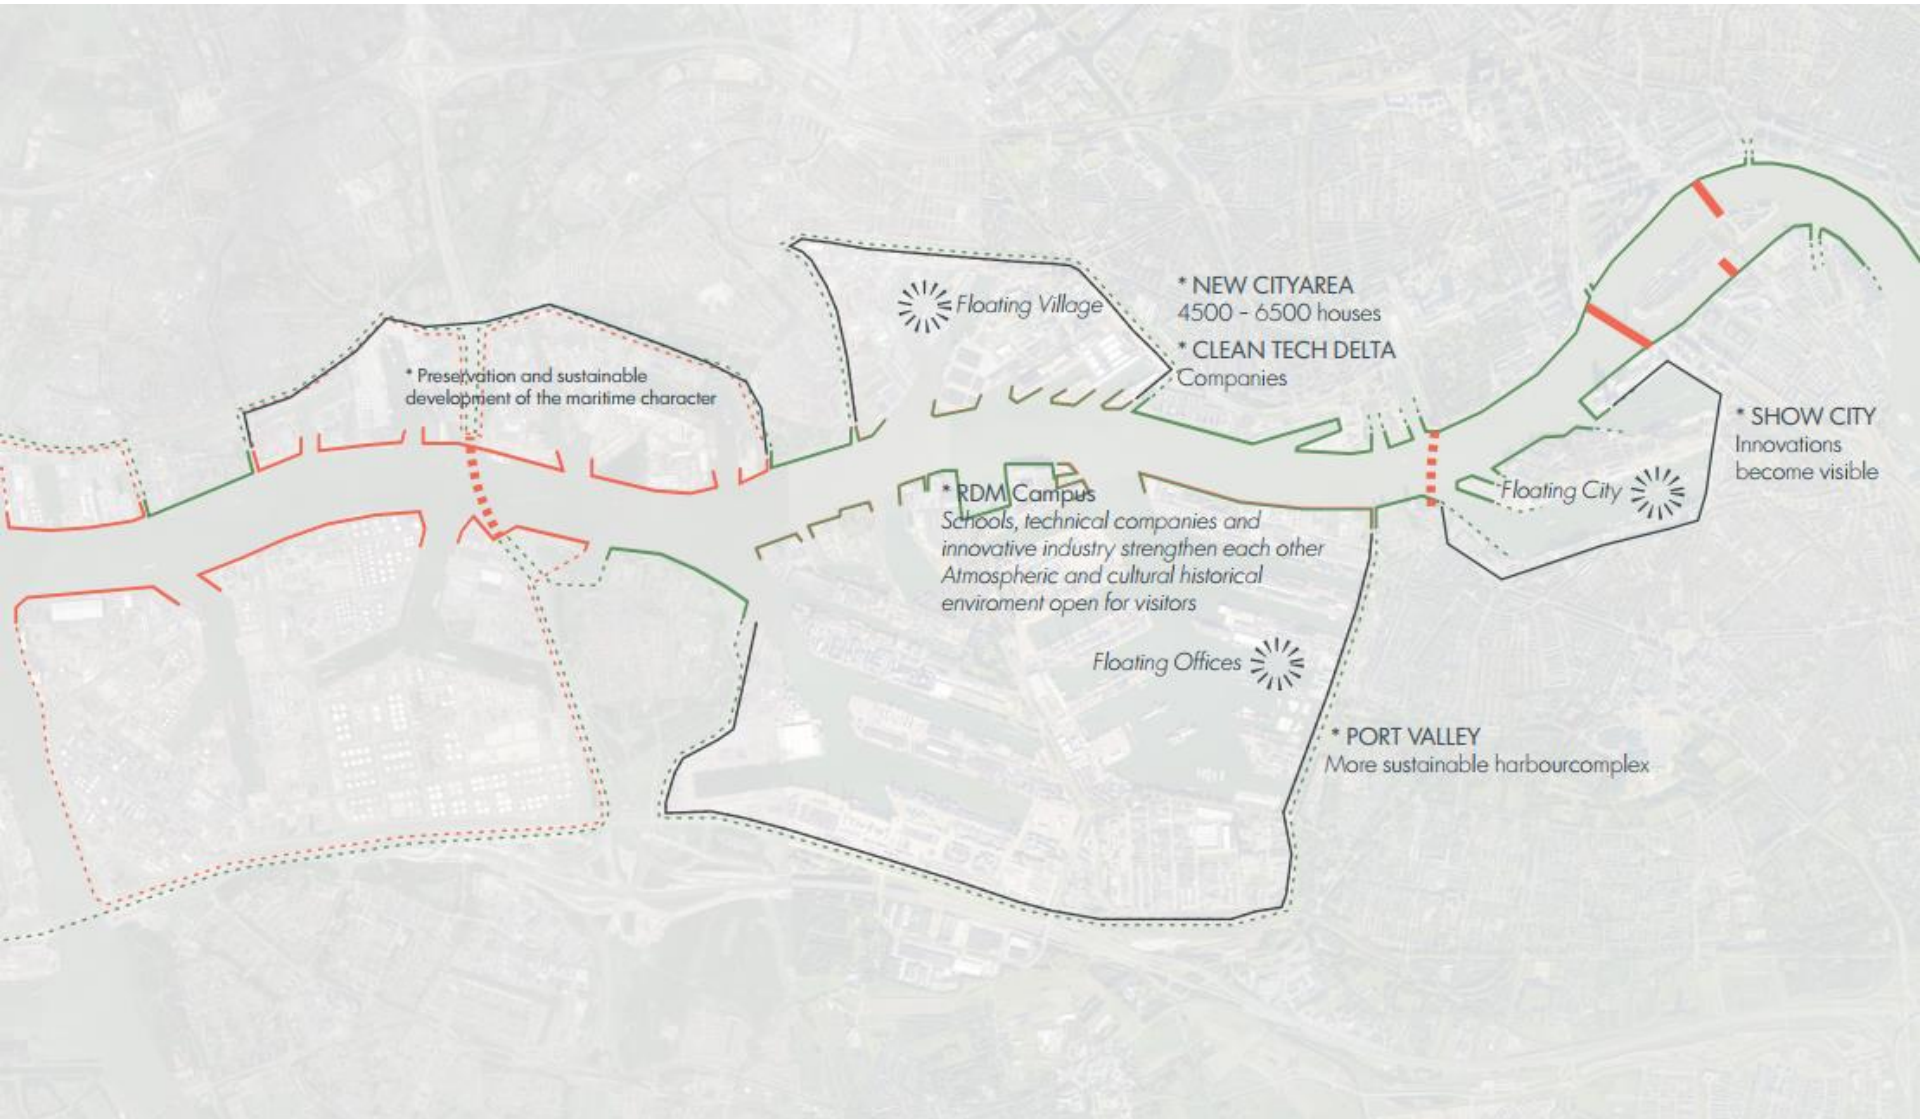 Floating Village
* NEW CITYAREA
4500 - 6500 houses
* CLEAN TECH DELTA
Companies
* Preservation and sustainable
development of the maritime character
* SHOW CITY
Innovations
become visible
Floating City
* RDM Campus
Schools, technical companies and
innovative industry strengthen each other
Atmospheric and cultural historical
enviroment open for visitors
Floating Offices
* PORT VALLEY
More sustainable harbourcomplex